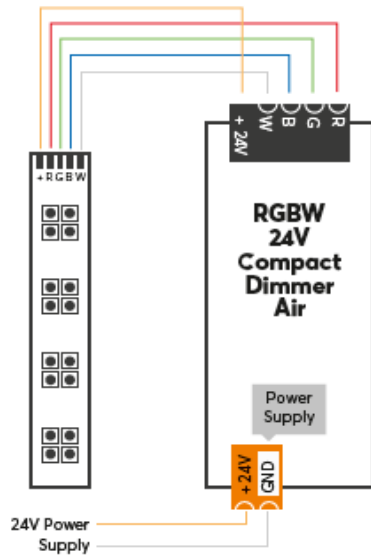 + 24V
W
B
G
R
+RGBW
RGBW
24V
Compact
Dimmer
Air
Power
Supply
+ 24V
GND
24V Power
Supply